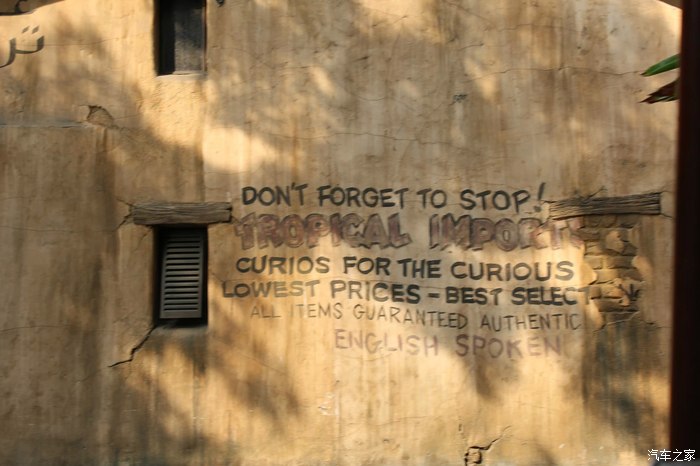 DON'T FORGET TO STOP!
TROPICAL IMPORT
CURIOS FOR THE CURIOUS
LOWEST PRICES – BEST SELECT
ALL ITEMS GUARANTEED AUTHENTIC
ENGLISH SPOKEN
汽车之家